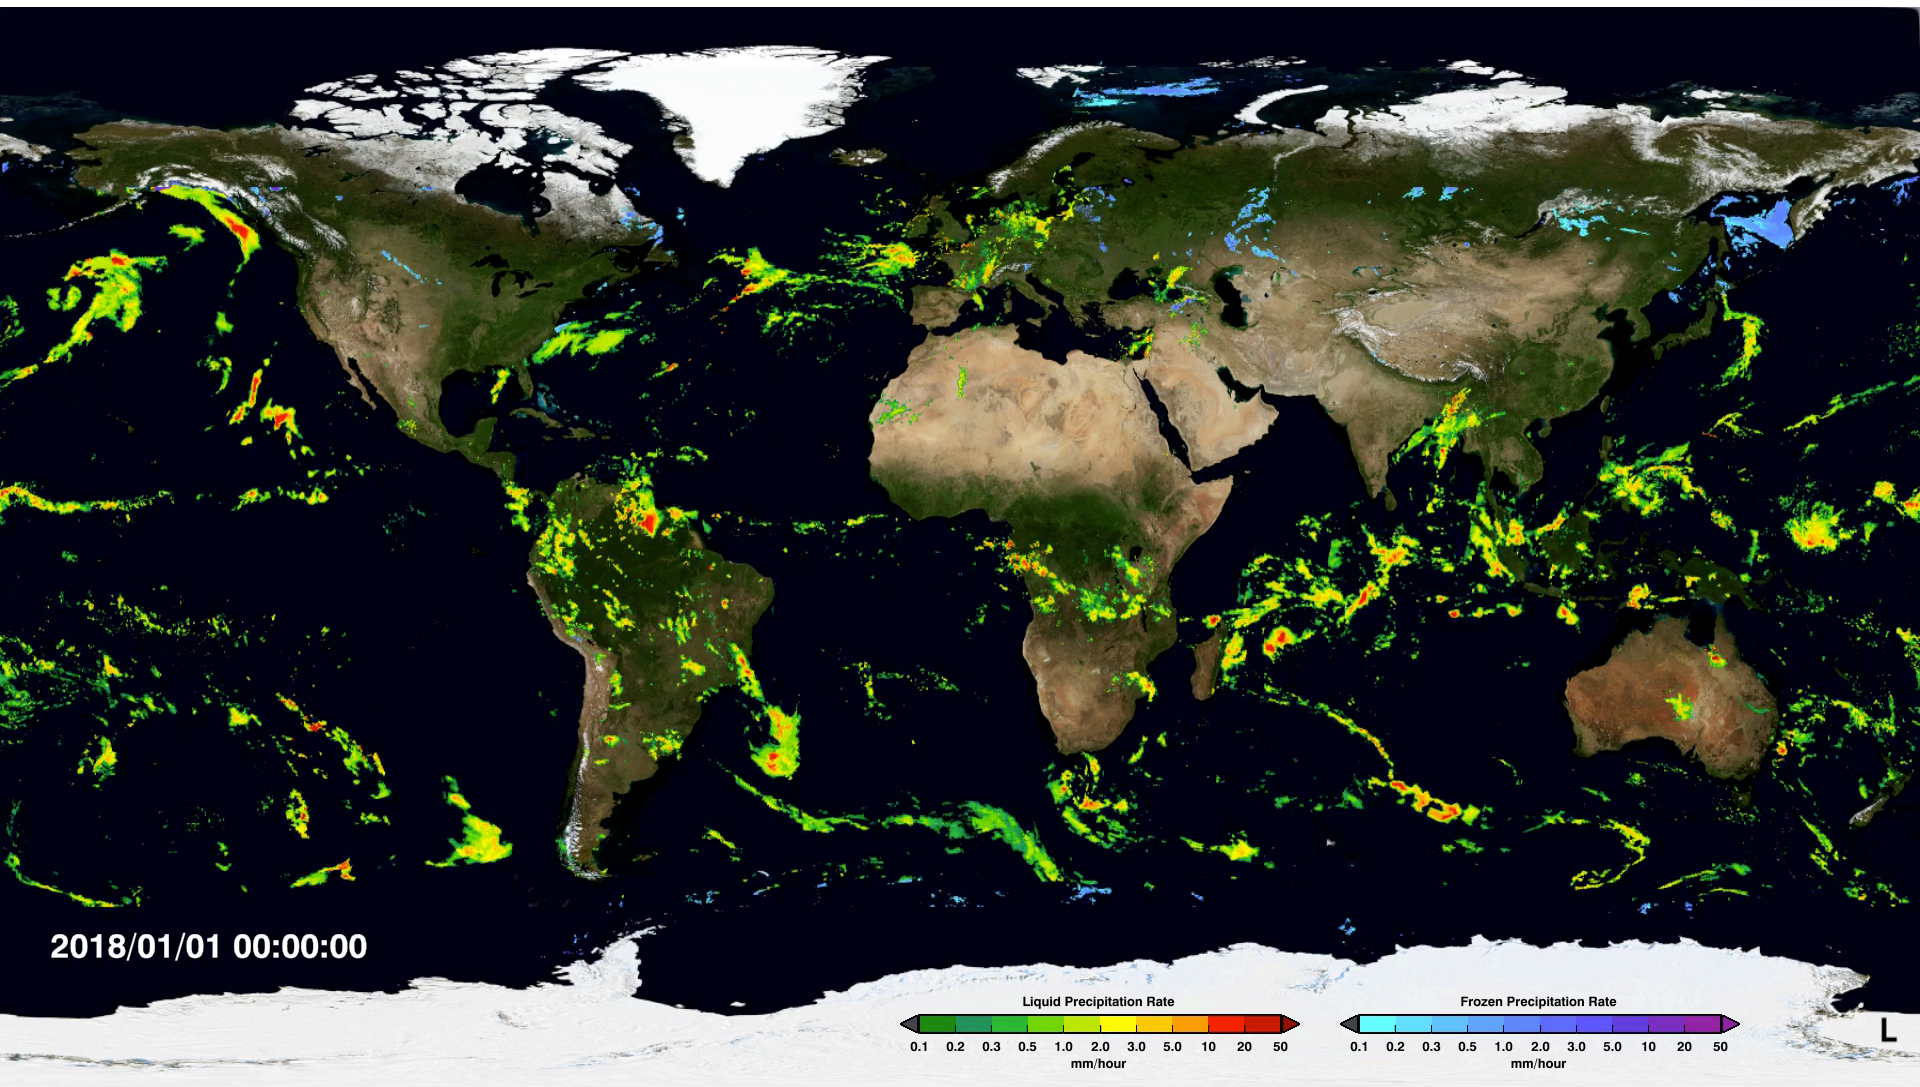 2018/01/01 00:00:00
Liquid Precipitation Rate
0.1 0.2 0.3 0.5 1.0 2.0 3.0 5.0 10 20 50
mm/hour
Frozen Precipitation Rate
0.1 0.2 0.3 0.5 1.0 2.0 3.0 5.0 10 20 50
mm/hour
L